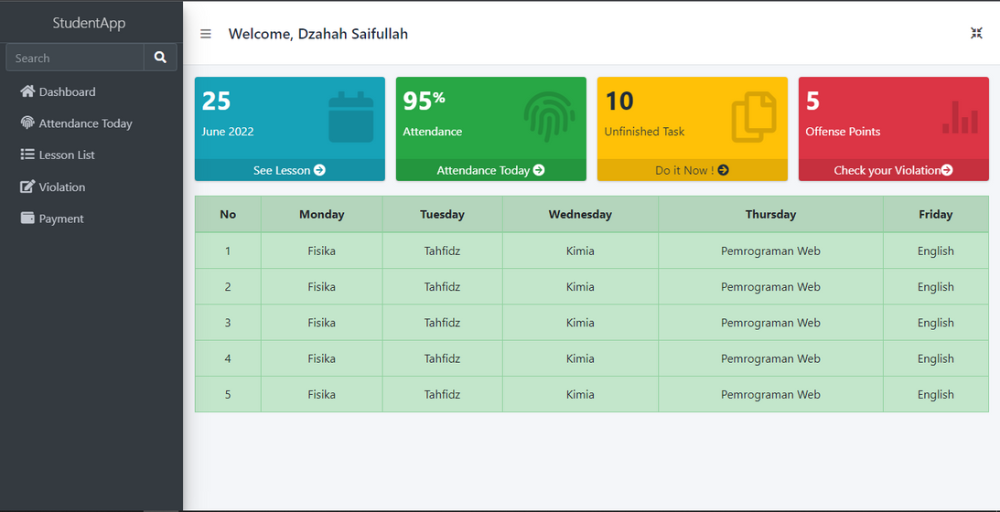 StudentApp
Search
Dashboard
Attendance Today
Lesson List
Violation
Payment
Welcome, Dzahah Saifullah
25
June 2022
See Lesson
95%
Attendance
Attendance Today
10
Unfinished Task
Do it Now !
5
Offense Points
Check your Violation
No Monday Tuesday Wednesday Thursday Friday
1 Fisika Tahfidz Kimia Pemrograman Web English
2 Fisika Tahfidz Kimia Pemrograman Web English
3 Fisika Tahfidz Kimia Pemrograman Web English
4 Fisika Tahfidz Kimia Pemrograman Web English
5 Fisika Tahfidz Kimia Pemrograman Web English